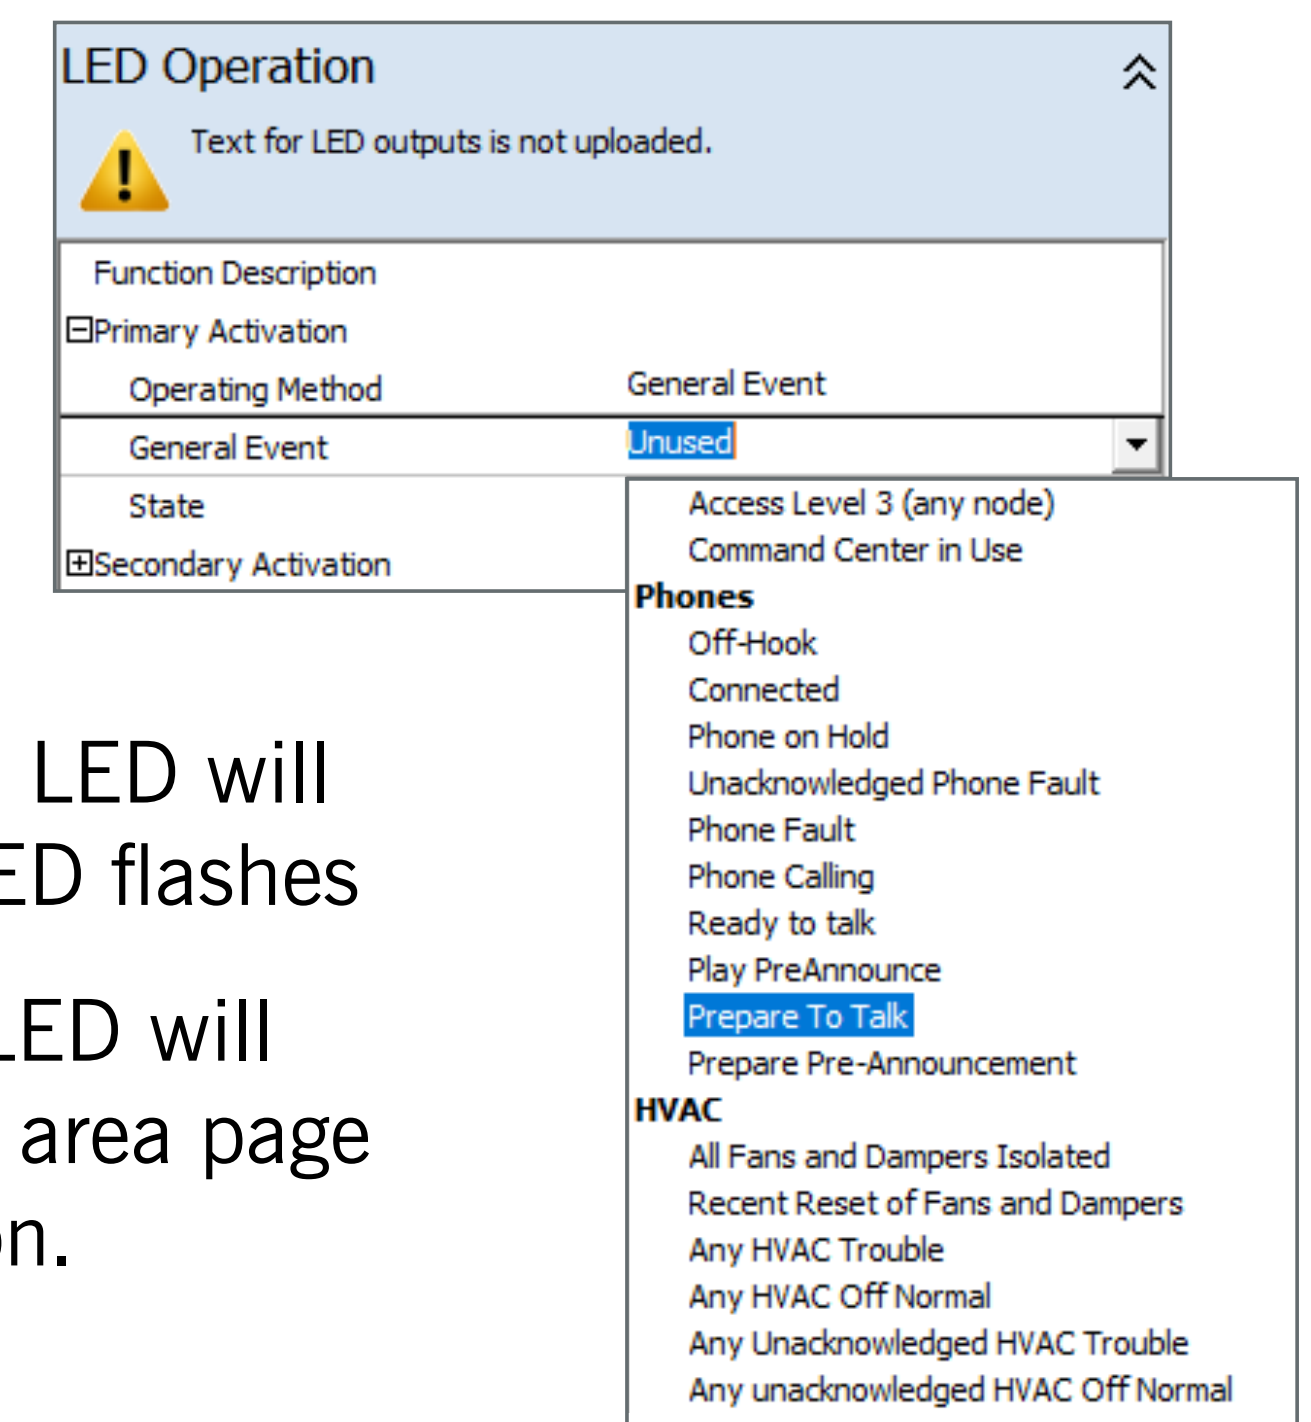 LED Operation
Text for LED outputs is not uploaded.
Function Description
Primary Activation
Operating Method General Event
General Event Unused
State
Secondary Activation
Access Level 3 (any node)
Command Center in Use
Phones
Off-Hook
Connected
Phone on Hold
Unacknowledged Phone Fault
Phone Fault
Phone Calling
Ready to talk
Play PreAnnounce
Prepare To Talk
Prepare Pre-Announcement
HVAC
All Fans and Dampers Isolated
Recent Reset of Fans and Dampers
Any HVAC Trouble
Any HVAC Off Normal
Any Unacknowledged HVAC Trouble
Any unacknowledged HVAC Off Normal
LED will
ED flashes
LED will
area page
on.